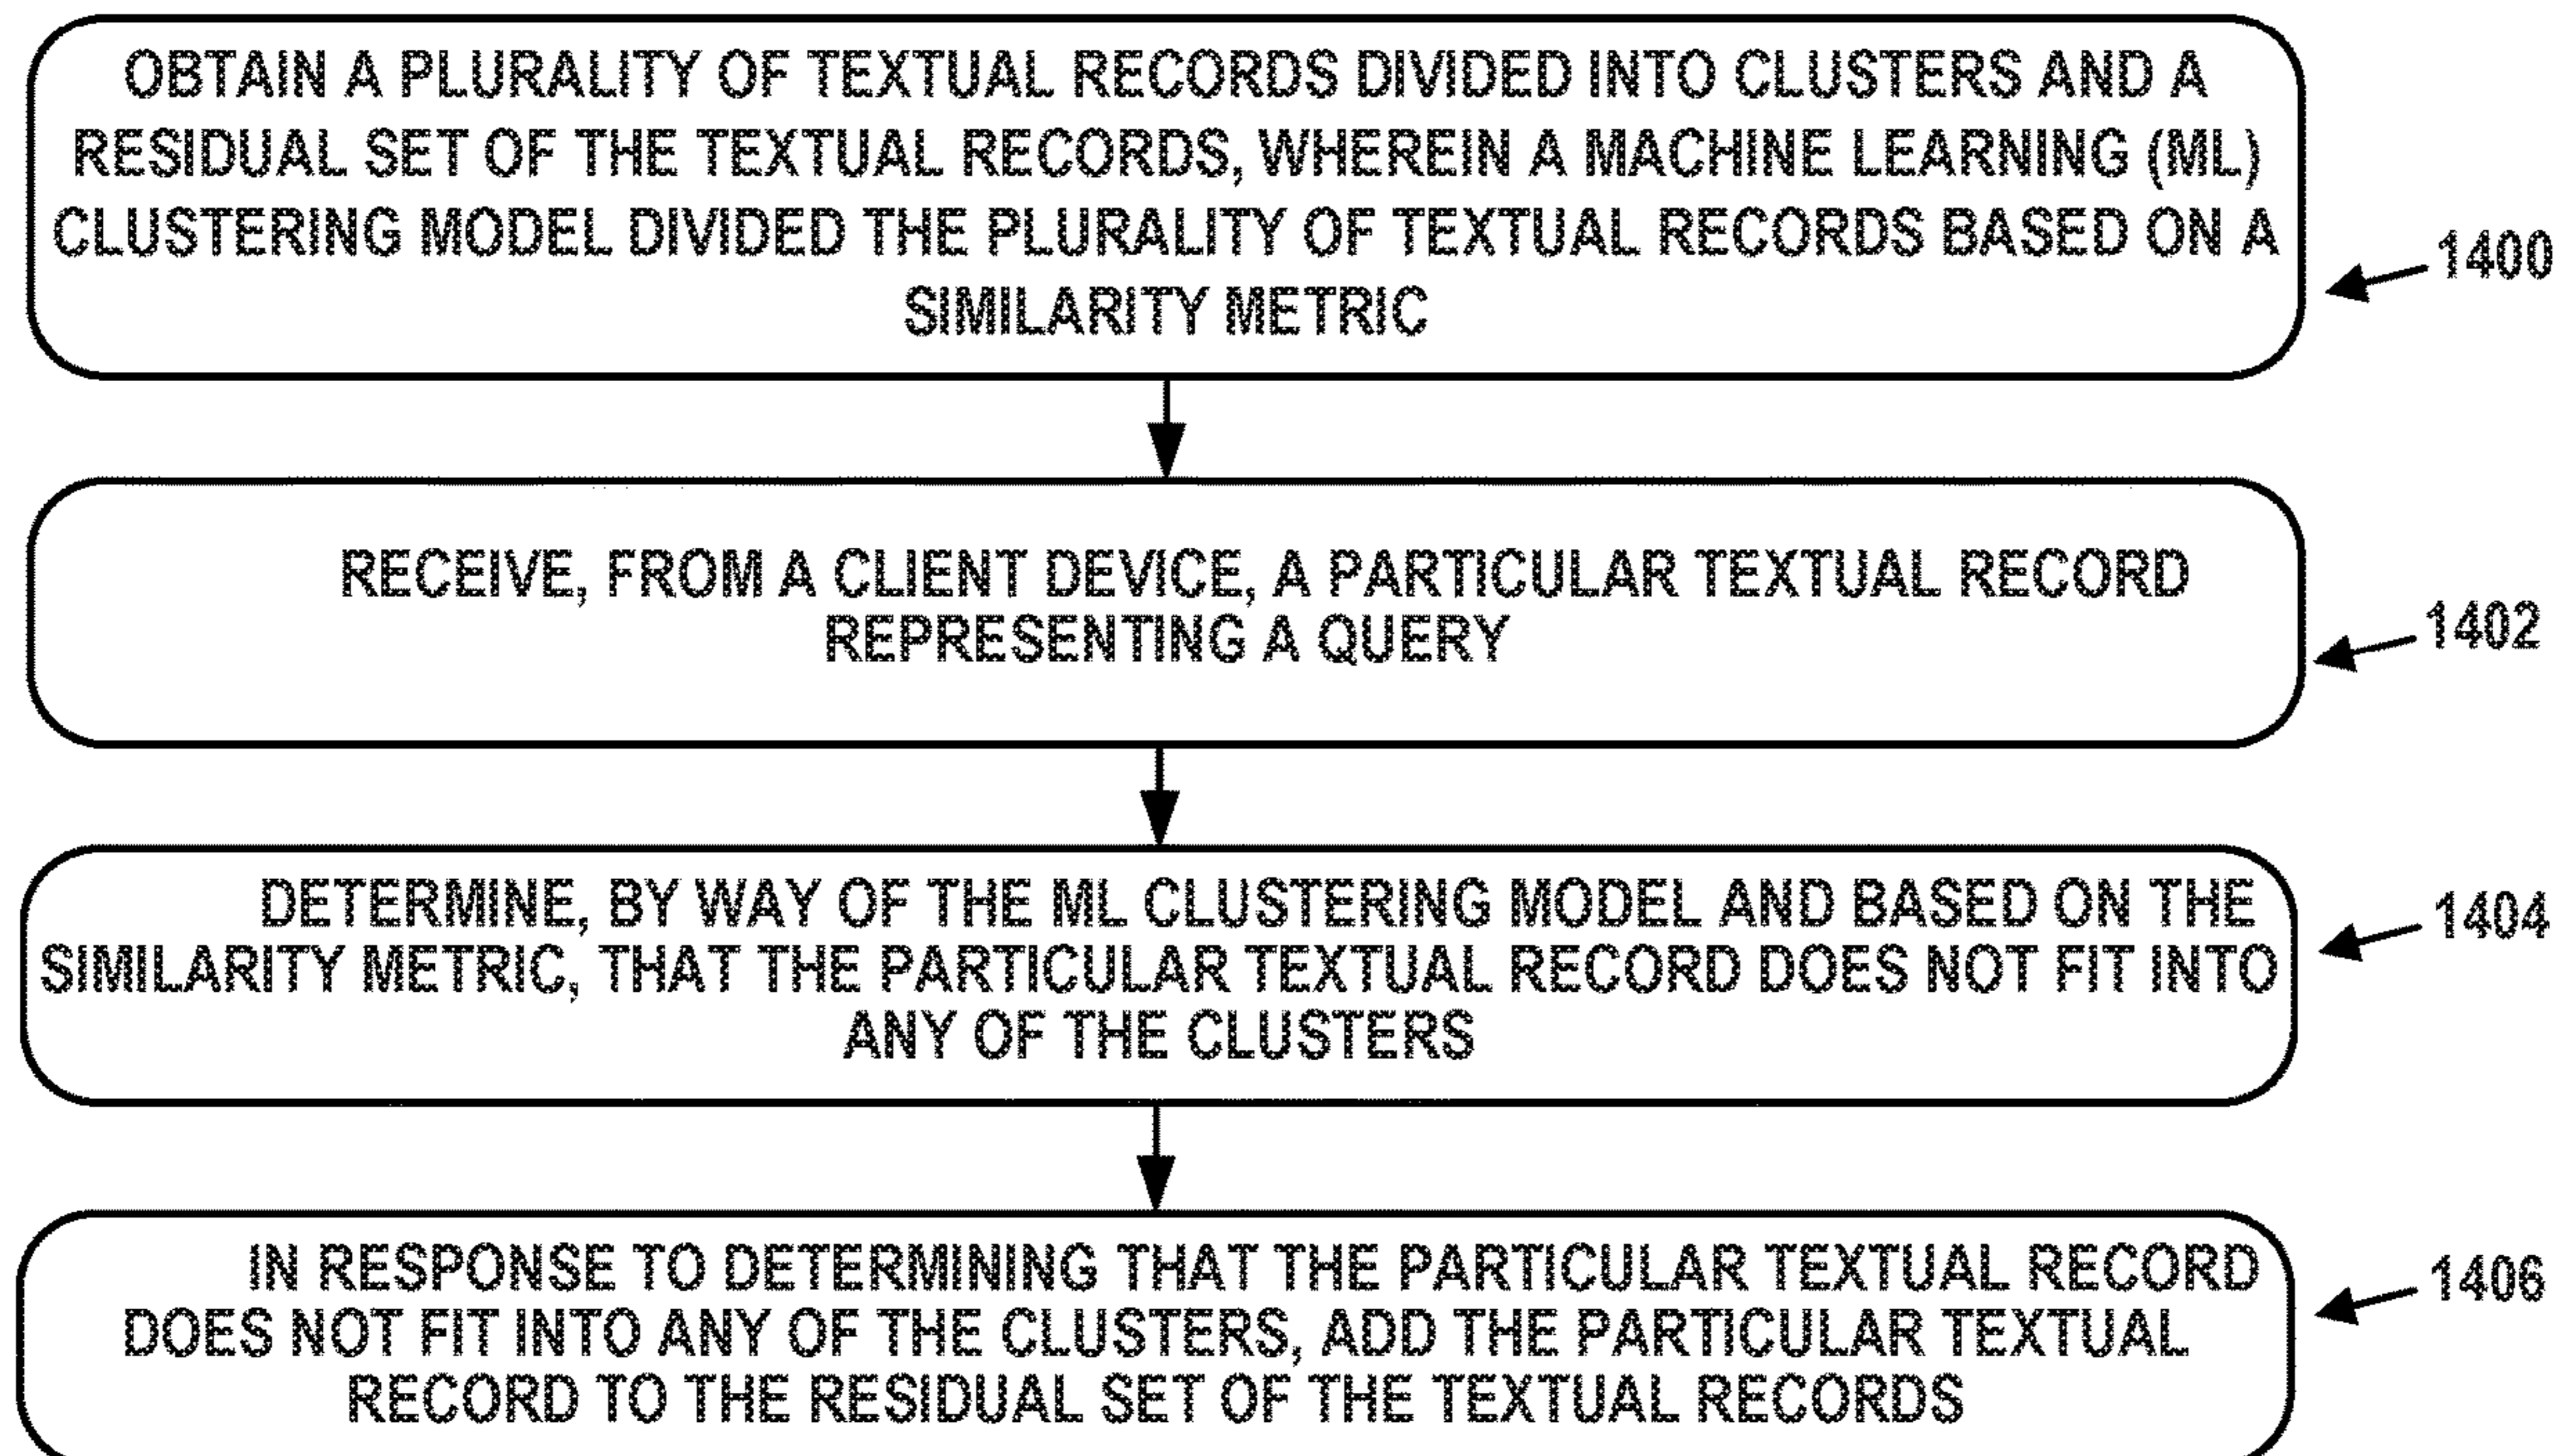 OBTAIN A PLURALITY OF TEXTUAL RECORDS DIVIDED INTO CLUSTERS AND A
RESIDUAL SET OF THE TEXTUAL RECORDS, WHEREIN A MACHINE LEARNING (ML)
CLUSTERING MODEL DIVIDED THE PLURALITY OF TEXTUAL RECORDS BASED ON A
SIMILARITY METRIC
1400
RECEIVE, FROM A CLIENT DEVICE, A PARTICULAR TEXTUAL RECORD
REPRESENTING A QUERY
1402
DETERMINE, BY WAY OF THE ML CLUSTERING MODEL AND BASED ON THE
SIMILARITY METRIC, THAT THE PARTICULAR TEXTUAL RECORD DOES NOT FIT INTO
ANY OF THE CLUSTERS
1404
IN RESPONSE TO DETERMINING THAT THE PARTICULAR TEXTUAL RECORD
DOES NOT FIT INTO ANY OF THE CLUSTERS, ADD THE PARTICULAR TEXTUAL
RECORD TO THE RESIDUAL SET OF THE TEXTUAL RECORDS
1406